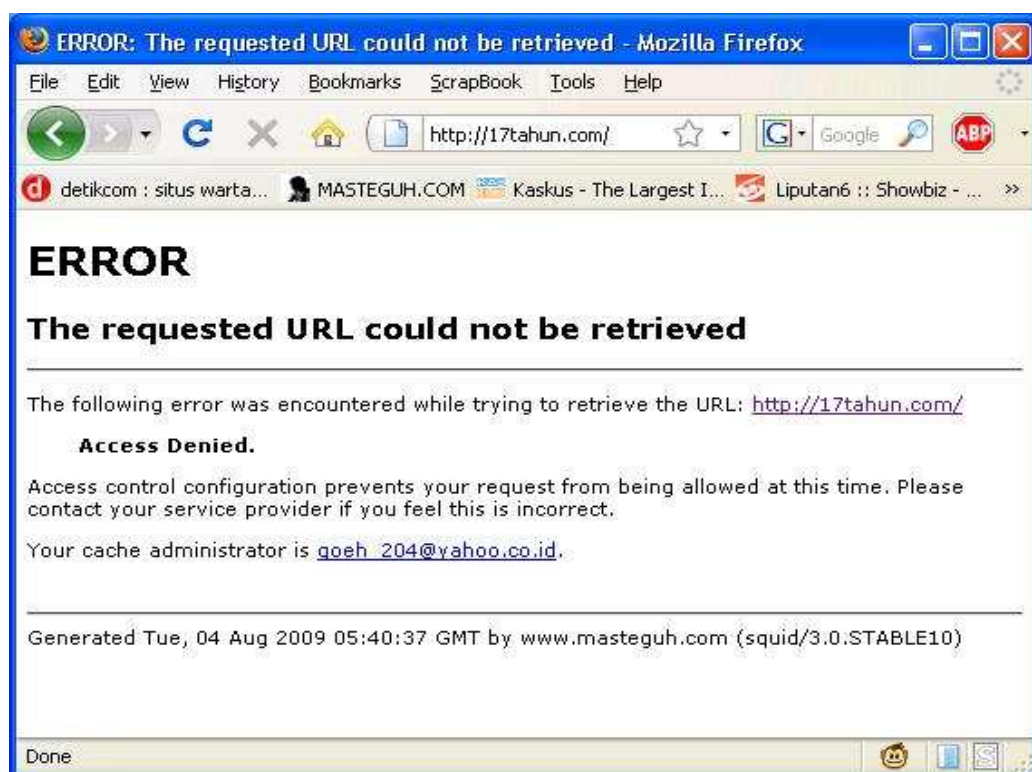 ERROR: The requested URL could not be retrieved - Mozilla Firefox
File Edit View History Bookmarks ScrapBook Tools Help
http://17tahun.com/ G Google ABP
d detikcom : situs warta... MASTEGUH.COM Kaskus - The Largest I... Liputan6 :: Showbiz - ... »
ERROR
The requested URL could not be retrieved
The following error was encountered while trying to retrieve the URL: http://17tahun.com/
Access Denied.
Access control configuration prevents your request from being allowed at this time. Please
contact your service provider if you feel this is incorrect.
Your cache administrator is goeh_204@yahoo.co.id.
Generated Tue, 04 Aug 2009 05:40:37 GMT by www.masteguh.com (squid/3.0.STABLE10)
Done S